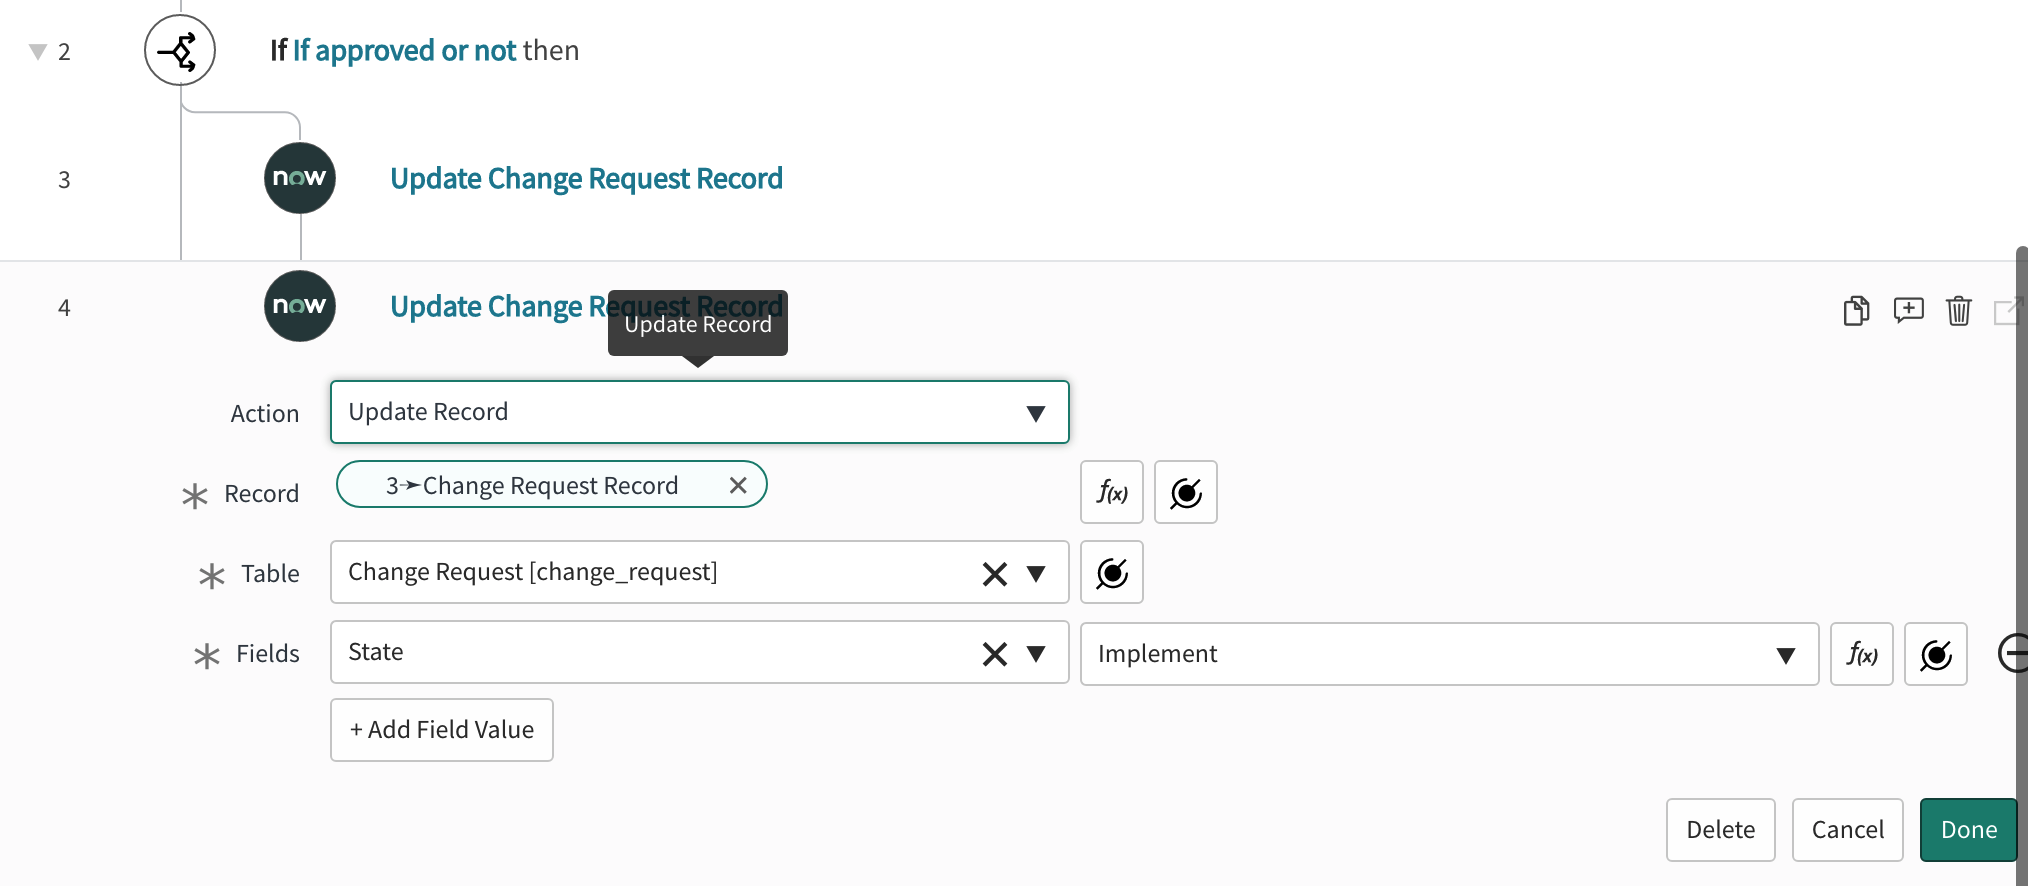 2 If If approved or not then
3 now Update Change Request Record
4 now Update Change Request Record
Update Record
Action Update Record
Record 3➛Change Request Record
Table Change Request [change_request]
Fields State Implement f(x)
f(x)
+ Add Field Value
Delete Cancel Done